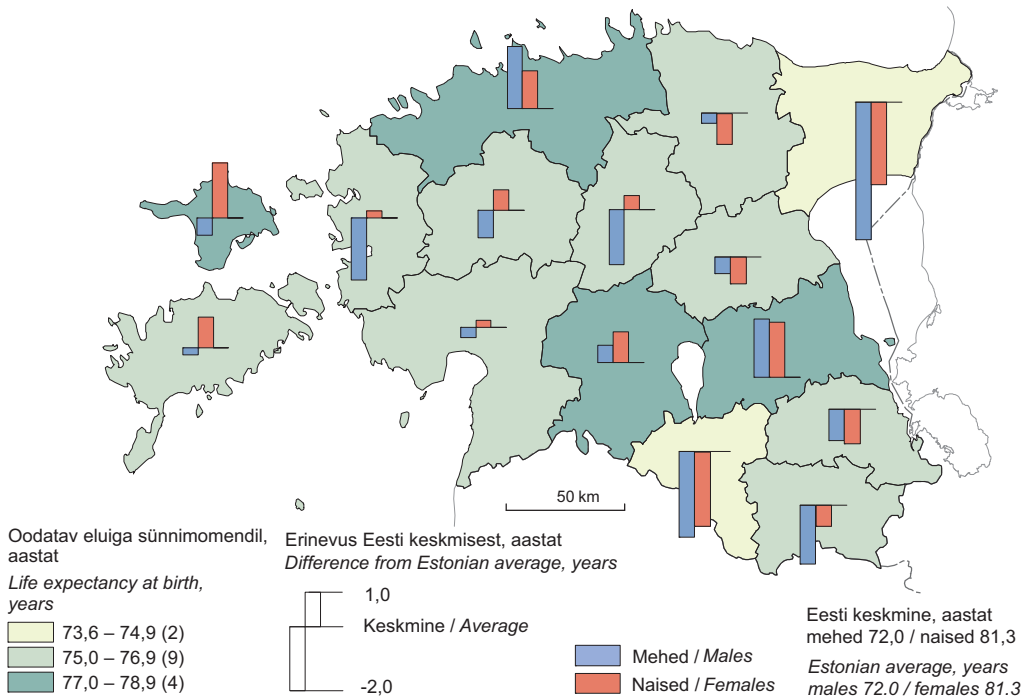 50 km
Oodatav eluiga sünnimomendil,
aastat
Life expectancy at birth,
years
73,6 – 74,9 (2)
75,0 – 76,9 (9)
77,0 – 78,9 (4)
Erinevus Eesti keskmisest, aastat
Difference from Estonian average, years
1,0
Keskmine / Average
-2,0
Mehed / Males
Naised / Females
Eesti keskmine, aastat
mehed 72,0 / naised 81,3
Estonian average, years
males 72,0 / females 81,3